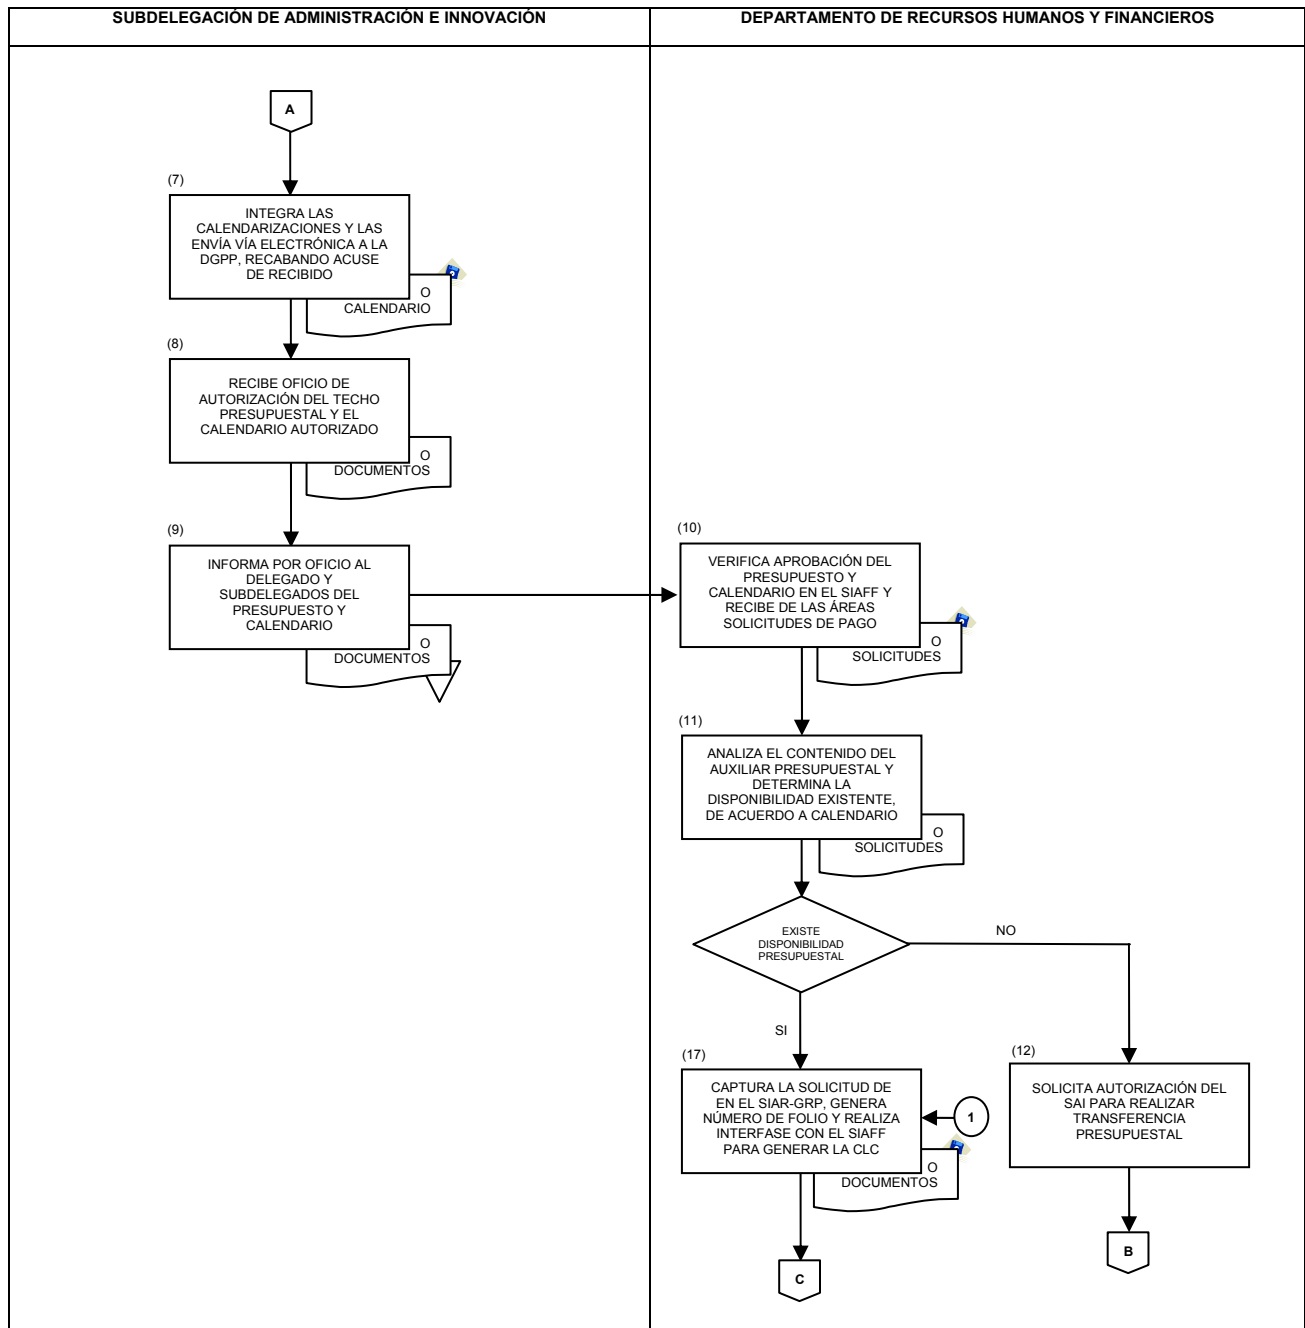 SUBDELEGACIÓN DE ADMINISTRACIÓN E INNOVACIÓN
DEPARTAMENTO DE RECURSOS HUMANOS Y FINANCIEROS
A
(7)
INTEGRA LAS
CALENDARIZACIONES Y LAS
ENVÍA VÍA ELECTRÓNICA A LA
DGPP, RECABANDO ACUSE
DE RECIBIDO
O
CALENDARIO
(8)
RECIBE OFICIO DE
AUTORIZACIÓN DEL TECHO
PRESUPUESTAL Y EL
CALENDARIO AUTORIZADO
O
DOCUMENTOS
(9)
INFORMA POR OFICIO AL
DELEGADO Y
SUBDELEGADOS DEL
PRESUPUESTO Y
CALENDARIO
O
DOCUMENTOS
(10)
VERIFICA APROBACIÓN DEL
PRESUPUESTO Y
CALENDARIO EN EL SIAFF Y
RECIBE DE LAS ÁREAS
SOLICITUDES DE PAGO
O
SOLICITUDES
(11)
ANALIZA EL CONTENIDO DEL
AUXILIAR PRESUPUESTAL Y
DETERMINA LA
DISPONIBILIDAD EXISTENTE,
DE ACUERDO A CALENDARIO
O
SOLICITUDES
EXISTE
DISPONIBILIDAD
PRESUPUESTAL
NO
SI
(17)
CAPTURA LA SOLICITUD DE
EN EL SIAR-GRP, GENERA
NÚMERO DE FOLIO Y REALIZA
INTERFASE CON EL SIAFF
PARA GENERAR LA CLC
1
O
DOCUMENTOS
(12)
SOLICITA AUTORIZACIÓN DEL
SAI PARA REALIZAR
TRANSFERENCIA
PRESUPUESTAL
B
C